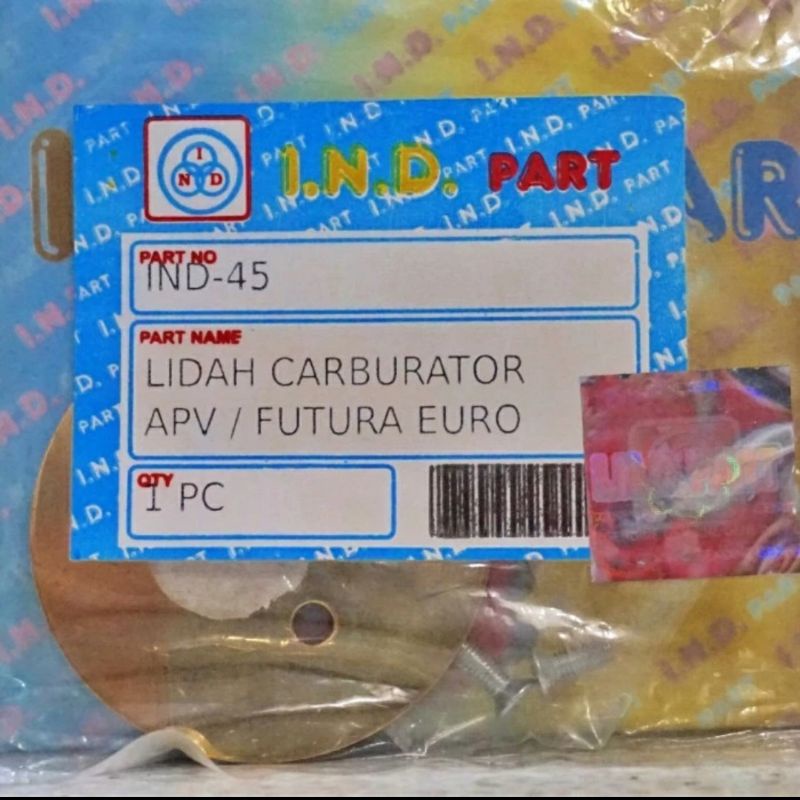 I
N D
I.N.D. PART
PART NO
IND-45
PART NAME
LIDAH CARBURATOR
APV / FUTURA EURO
QTY
1 PC